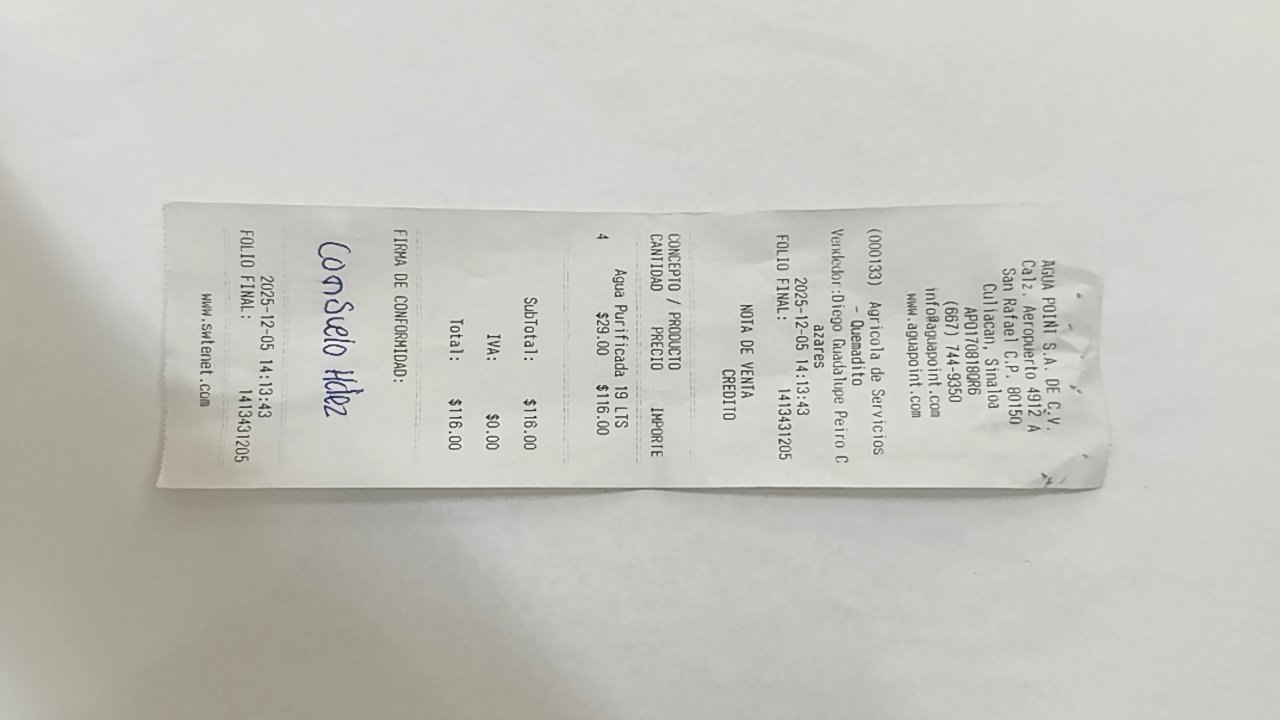 AGUA POINT S.A. DE C.V.
Calz. Aeropuerto 4912 A
San Rafael C.P. 80150
Culiacan, Sinaloa
APO170818QR6
(667) 744-9350
info@aguapoint.com
www.aguapoint.com
(000133) Agricola de Servicios
- Quemadito
Vendedor:Diego Guadalupe Peiro C
azares
2025-12-05 14:13:43
FOLIO FINAL: 1413431205
NOTA DE VENTA
CREDITO
CONCEPTO / PRODUCTO
CANTIDAD PRECIO IMPORTE
Agua Purificada 19 LTS
4 $29.00 $116.00
SubTotal: $116.00
IVA: $0.00
Total: $116.00
FIRMA DE CONFORMIDAD:
Consuelo Hdez
2025-12-05 14:13:43
FOLIO FINAL: 1413431205
www.swtenet.com